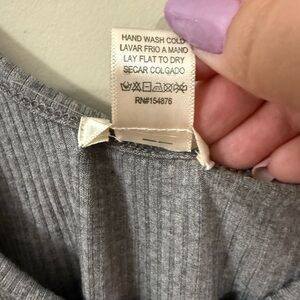 HAND WASH COLD
LAVAR FRIO A MANO
LAY FLAT TO DRY
SECAR COLGADO
RN#154876